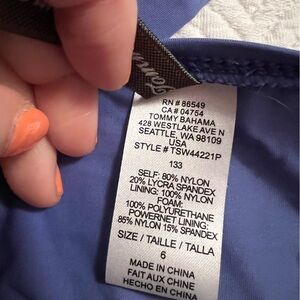 RN # 86549
CA # 04754
TOMMY BAHAMA
428 WESTLAKE AVE N
SEATTLE, WA 98109
USA
STYLE # TSW44221P
133
SELF: 80% NYLON
20% LYCRA SPANDEX
LINING: 100% NYLON
FOAM:
100% POLYURETHANE
POWERNET LINING:
85% NYLON 15% SPANDEX
SIZE / TAILLE / TALLA
6
MADE IN CHINA
FAIT AUX CHINE
HECHO EN CHINA